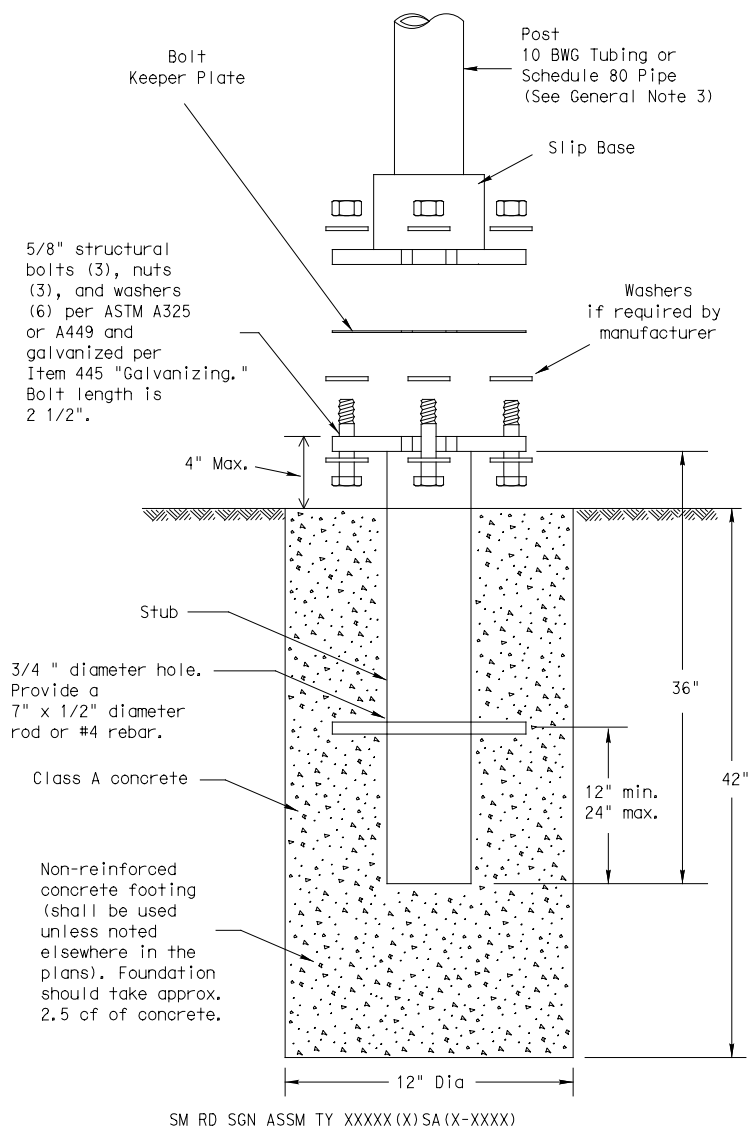 Post
10 BWG Tubing or
Schedule 80 Pipe
(See General Note 3)
Bolt
Keeper Plate
Slip Base
5/8" structural
bolts (3), nuts
(3), and washers
(6) per ASTM A325
or A449 and
galvanized per
Item 445 "Galvanizing."
Bolt length is
2 1/2".
Washers
if required by
manufacturer
4" Max.
Stub
3/4 " diameter hole.
Provide a
7" x 1/2" diameter
rod or #4 rebar.
36"
Class A concrete
42"
12" min.
24" max.
Non-reinforced
concrete footing
(shall be used
unless noted
elsewhere in the
plans). Foundation
should take approx.
2.5 cf of concrete.
12" Dia
SM RD SGN ASSM TY XXXXX(X)SA(X-XXXX)